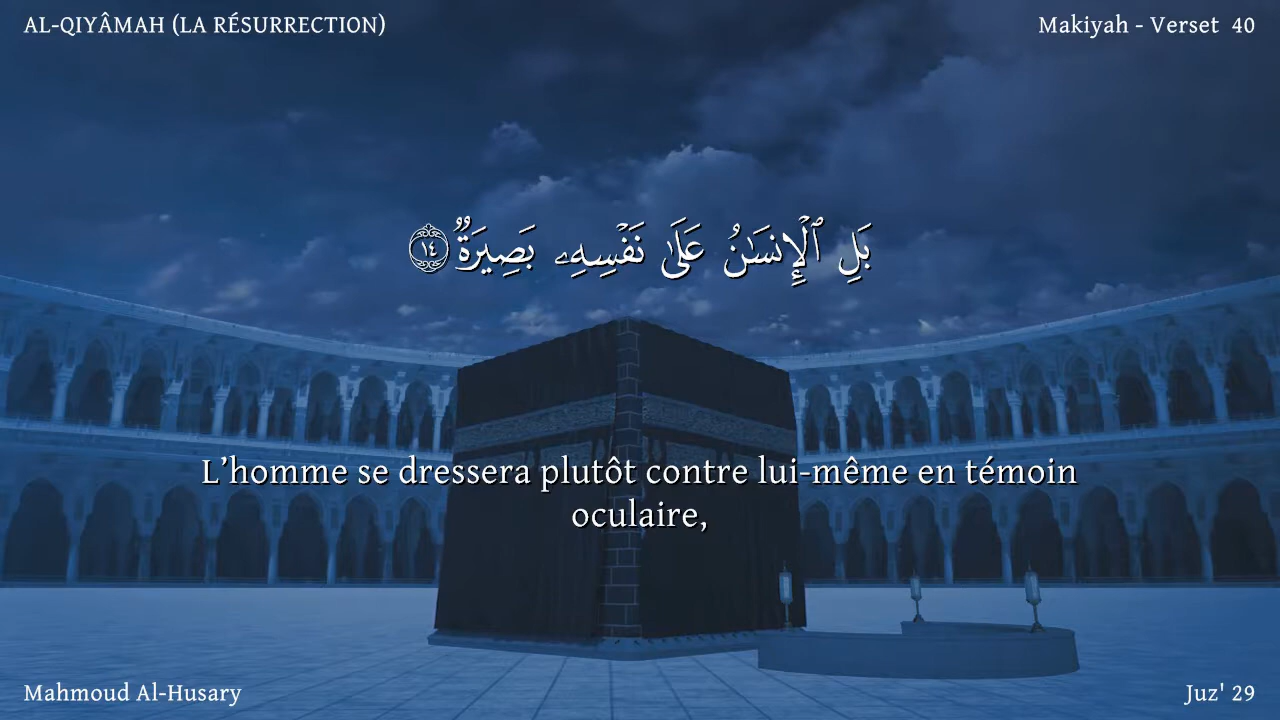 AL-QIYÂMAH (LA RÉSURRECTION)
Makiyah - Verset 40
بَلِ ٱلْإِنسَٰنُ عَلَىٰ نَفْسِهِۦ بَصِيرَةٌ ١٤
L’homme se dressera plutôt contre lui-même en témoin
oculaire,
Mahmoud Al-Husary
Juz' 29